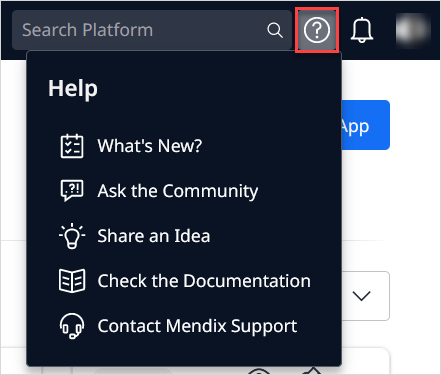 Search Platform
Help
App
What's New?
Ask the Community
Share an Idea
Check the Documentation
Contact Mendix Support